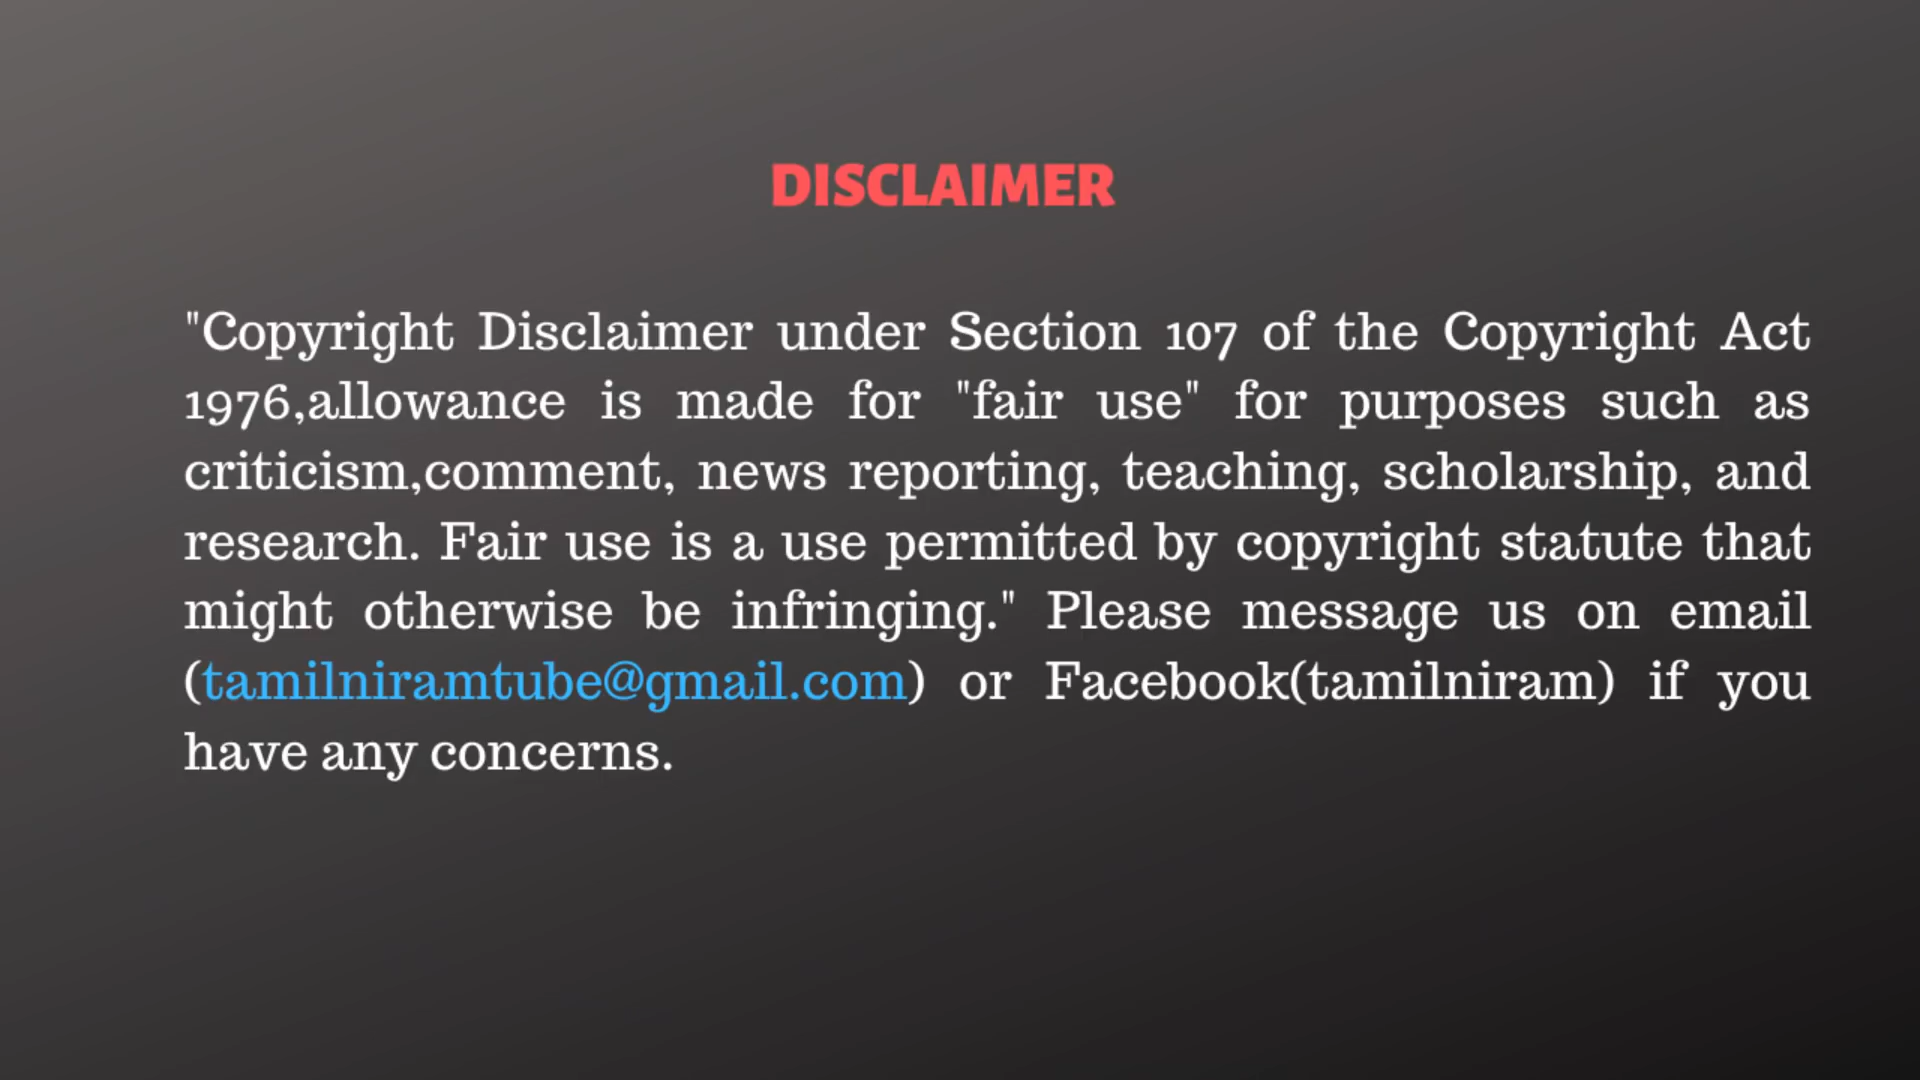 DISCLAIMER
"Copyright Disclaimer under Section 107 of the Copyright Act
1976,allowance is made for "fair use" for purposes such as
criticism,comment, news reporting, teaching, scholarship, and
research. Fair use is a use permitted by copyright statute that
might otherwise be infringing." Please message us on email
(tamilniramtube@gmail.com) or Facebook(tamilniram) if you
have any concerns.